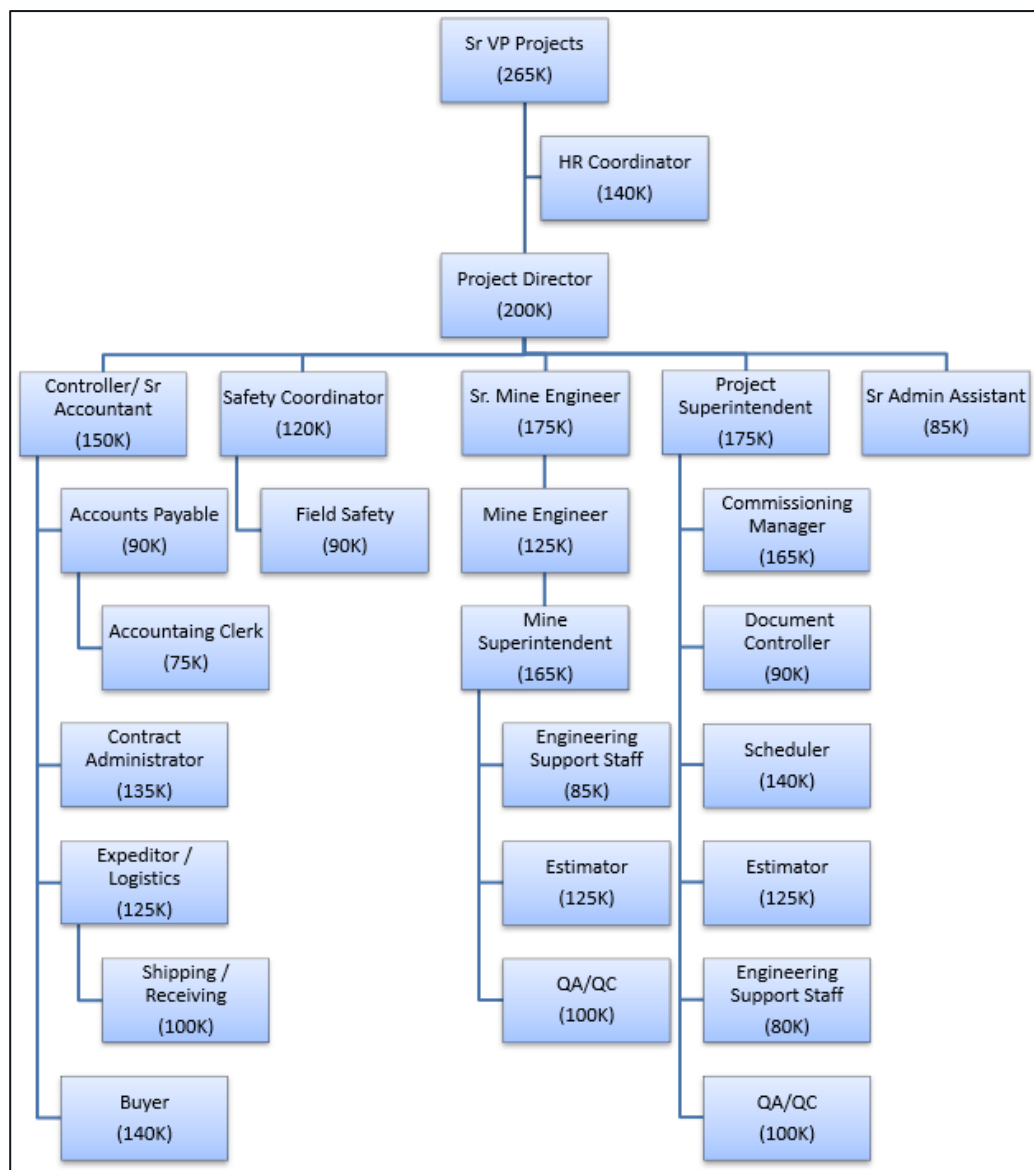 Sr VP Projects
(265K)
HR Coordinator
(140K)
Project Director
(200K)
Controller/ Sr
Accountant
(150K)
Safety Coordinator
(120K)
Sr. Mine Engineer
(175K)
Project
Superintendent
(175K)
Sr Admin Assistant
(85K)
Accounts Payable
(90K)
Field Safety
(90K)
Mine Engineer
(125K)
Commissioning
Manager
(165K)
Accountaing Clerk
(75K)
Mine
Superintendent
(165K)
Document
Controller
(90K)
Contract
Administrator
(135K)
Engineering
Support Staff
(85K)
Scheduler
(140K)
Expeditor /
Logistics
(125K)
Estimator
(125K)
Estimator
(125K)
Shipping /
Receiving
(100K)
QA/QC
(100K)
Engineering
Support Staff
(80K)
Buyer
(140K)
QA/QC
(100K)